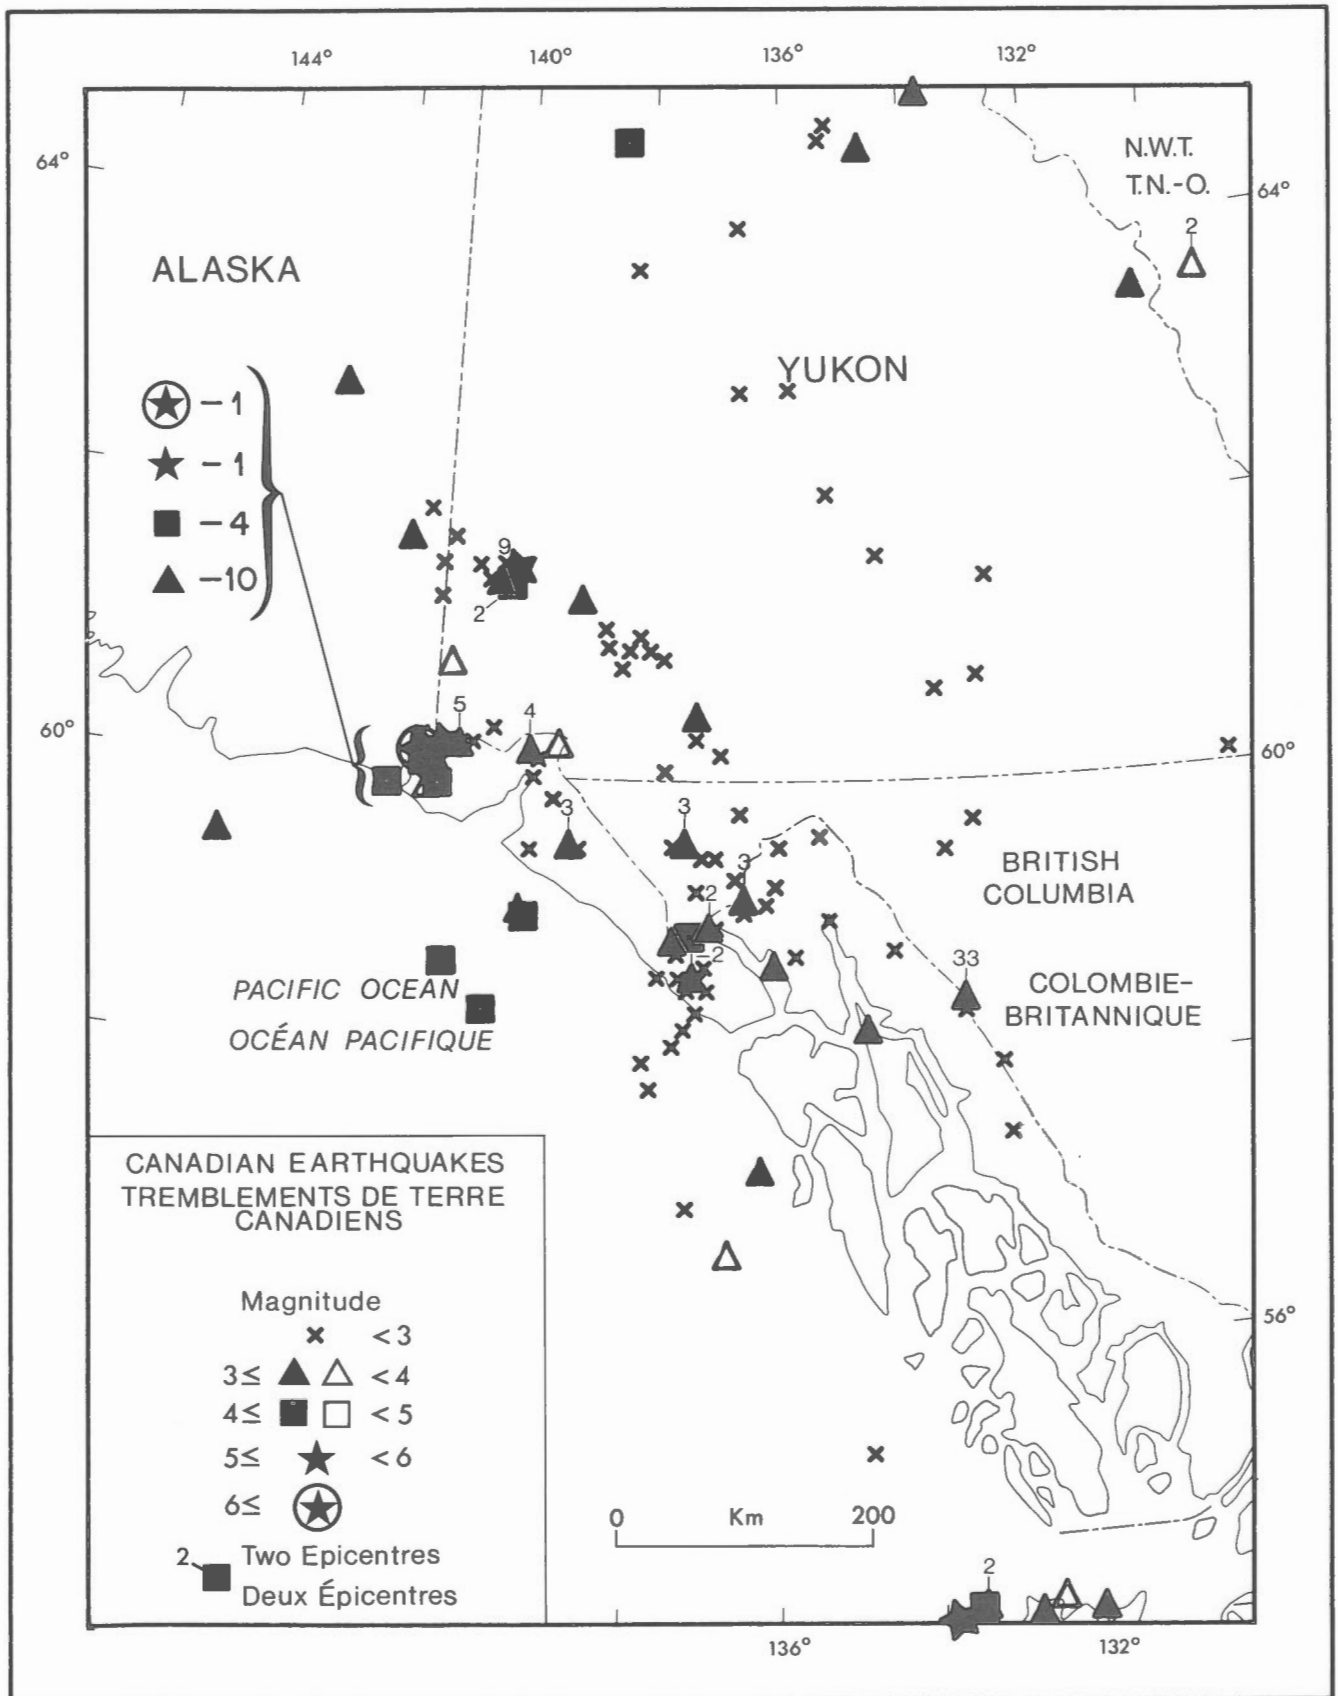 144° 140° 136° 132°
64°
N.W.T.
T.N.-O.
64°
2
ALASKA
YUKON
-1
-1
-4
-10
9
2
5
4
60°
60°
3
3
3
2
-2
BRITISH
COLUMBIA
33
COLOMBIE-
BRITANNIQUE
PACIFIC OCEAN
OCÉAN PACIFIQUE
CANADIAN EARTHQUAKES
TREMBLEMENTS DE TERRE
CANADIENS
Magnitude
<3
3≤ <4
4≤ <5
5≤ <6
6≤
2 Two Epicentres
Deux Épicentres
56°
0 Km 200
2
136° 132°